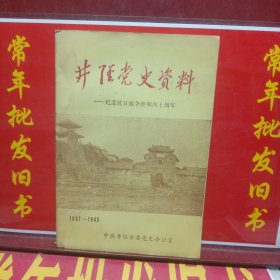 常年批发旧书
井陉党史资料
——纪念抗日战争胜利四十周年
1937—1945
中共井陉县委党史办公室
常年批发旧书